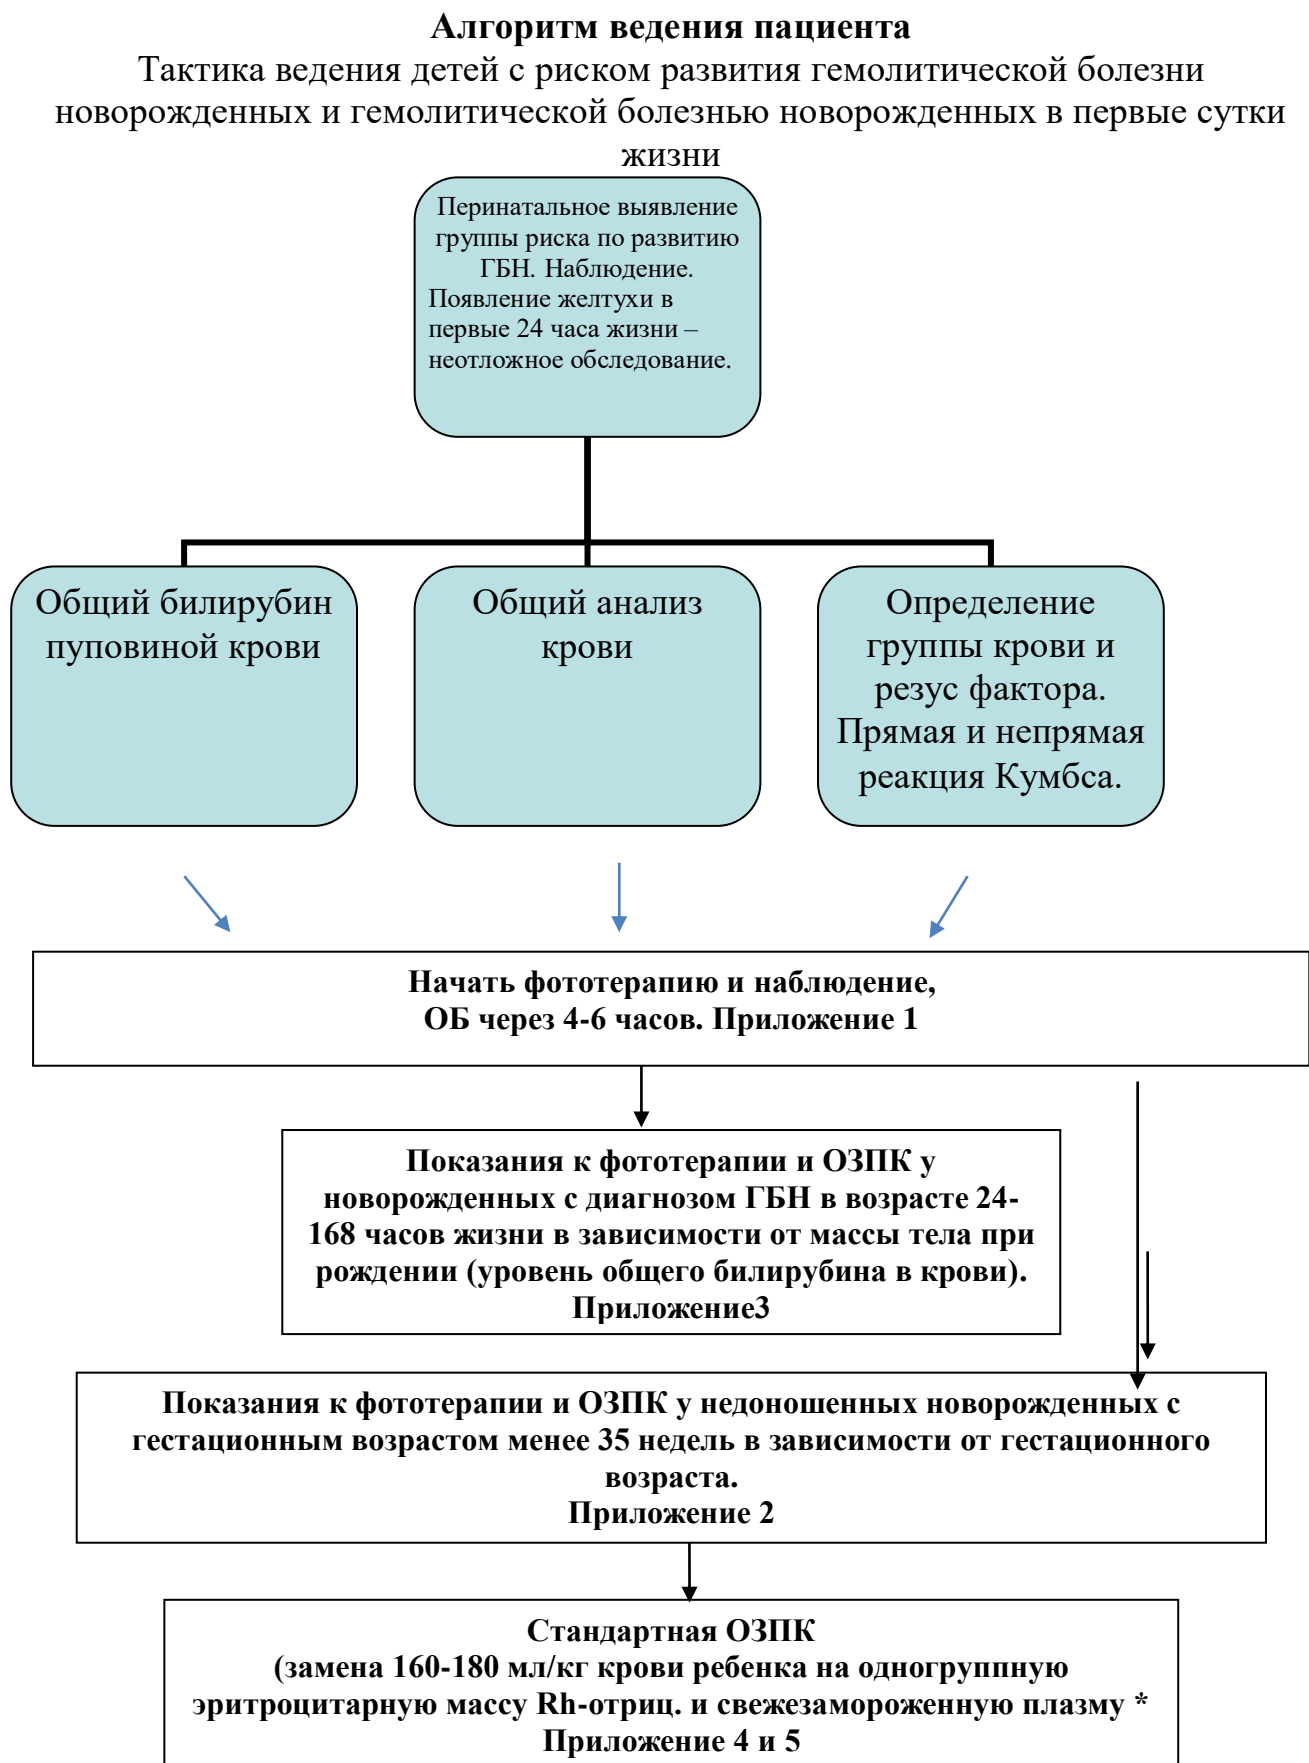 Алгоритм ведения пациента
Тактика ведения детей с риском развития гемолитической болезни
новорожденных и гемолитической болезнью новорожденных в первые сутки
жизни
Перинатальное выявление
группы риска по развитию
ГБН. Наблюдение.
Появление желтухи в
первые 24 часа жизни –
неотложное обследование.
Общий билирубин
пуповиной крови
Общий анализ
крови
Определение
группы крови и
резус фактора.
Прямая и непрямая
реакция Кумбса.
Начать фототерапию и наблюдение,
ОБ через 4-6 часов. Приложение 1
Показания к фототерапии и ОЗПК у
новорожденных с диагнозом ГБН в возрасте 24-
168 часов жизни в зависимости от массы тела при
рождении (уровень общего билирубина в крови).
Приложение3
Показания к фототерапии и ОЗПК у недоношенных новорожденных с
гестационным возрастом менее 35 недель в зависимости от гестационного
возраста.
Приложение 2
Стандартная ОЗПК
(замена 160-180 мл/кг крови ребенка на одногруппную
эритроцитарную массу Rh-отриц. и свежезамороженную плазму *
Приложение 4 и 5